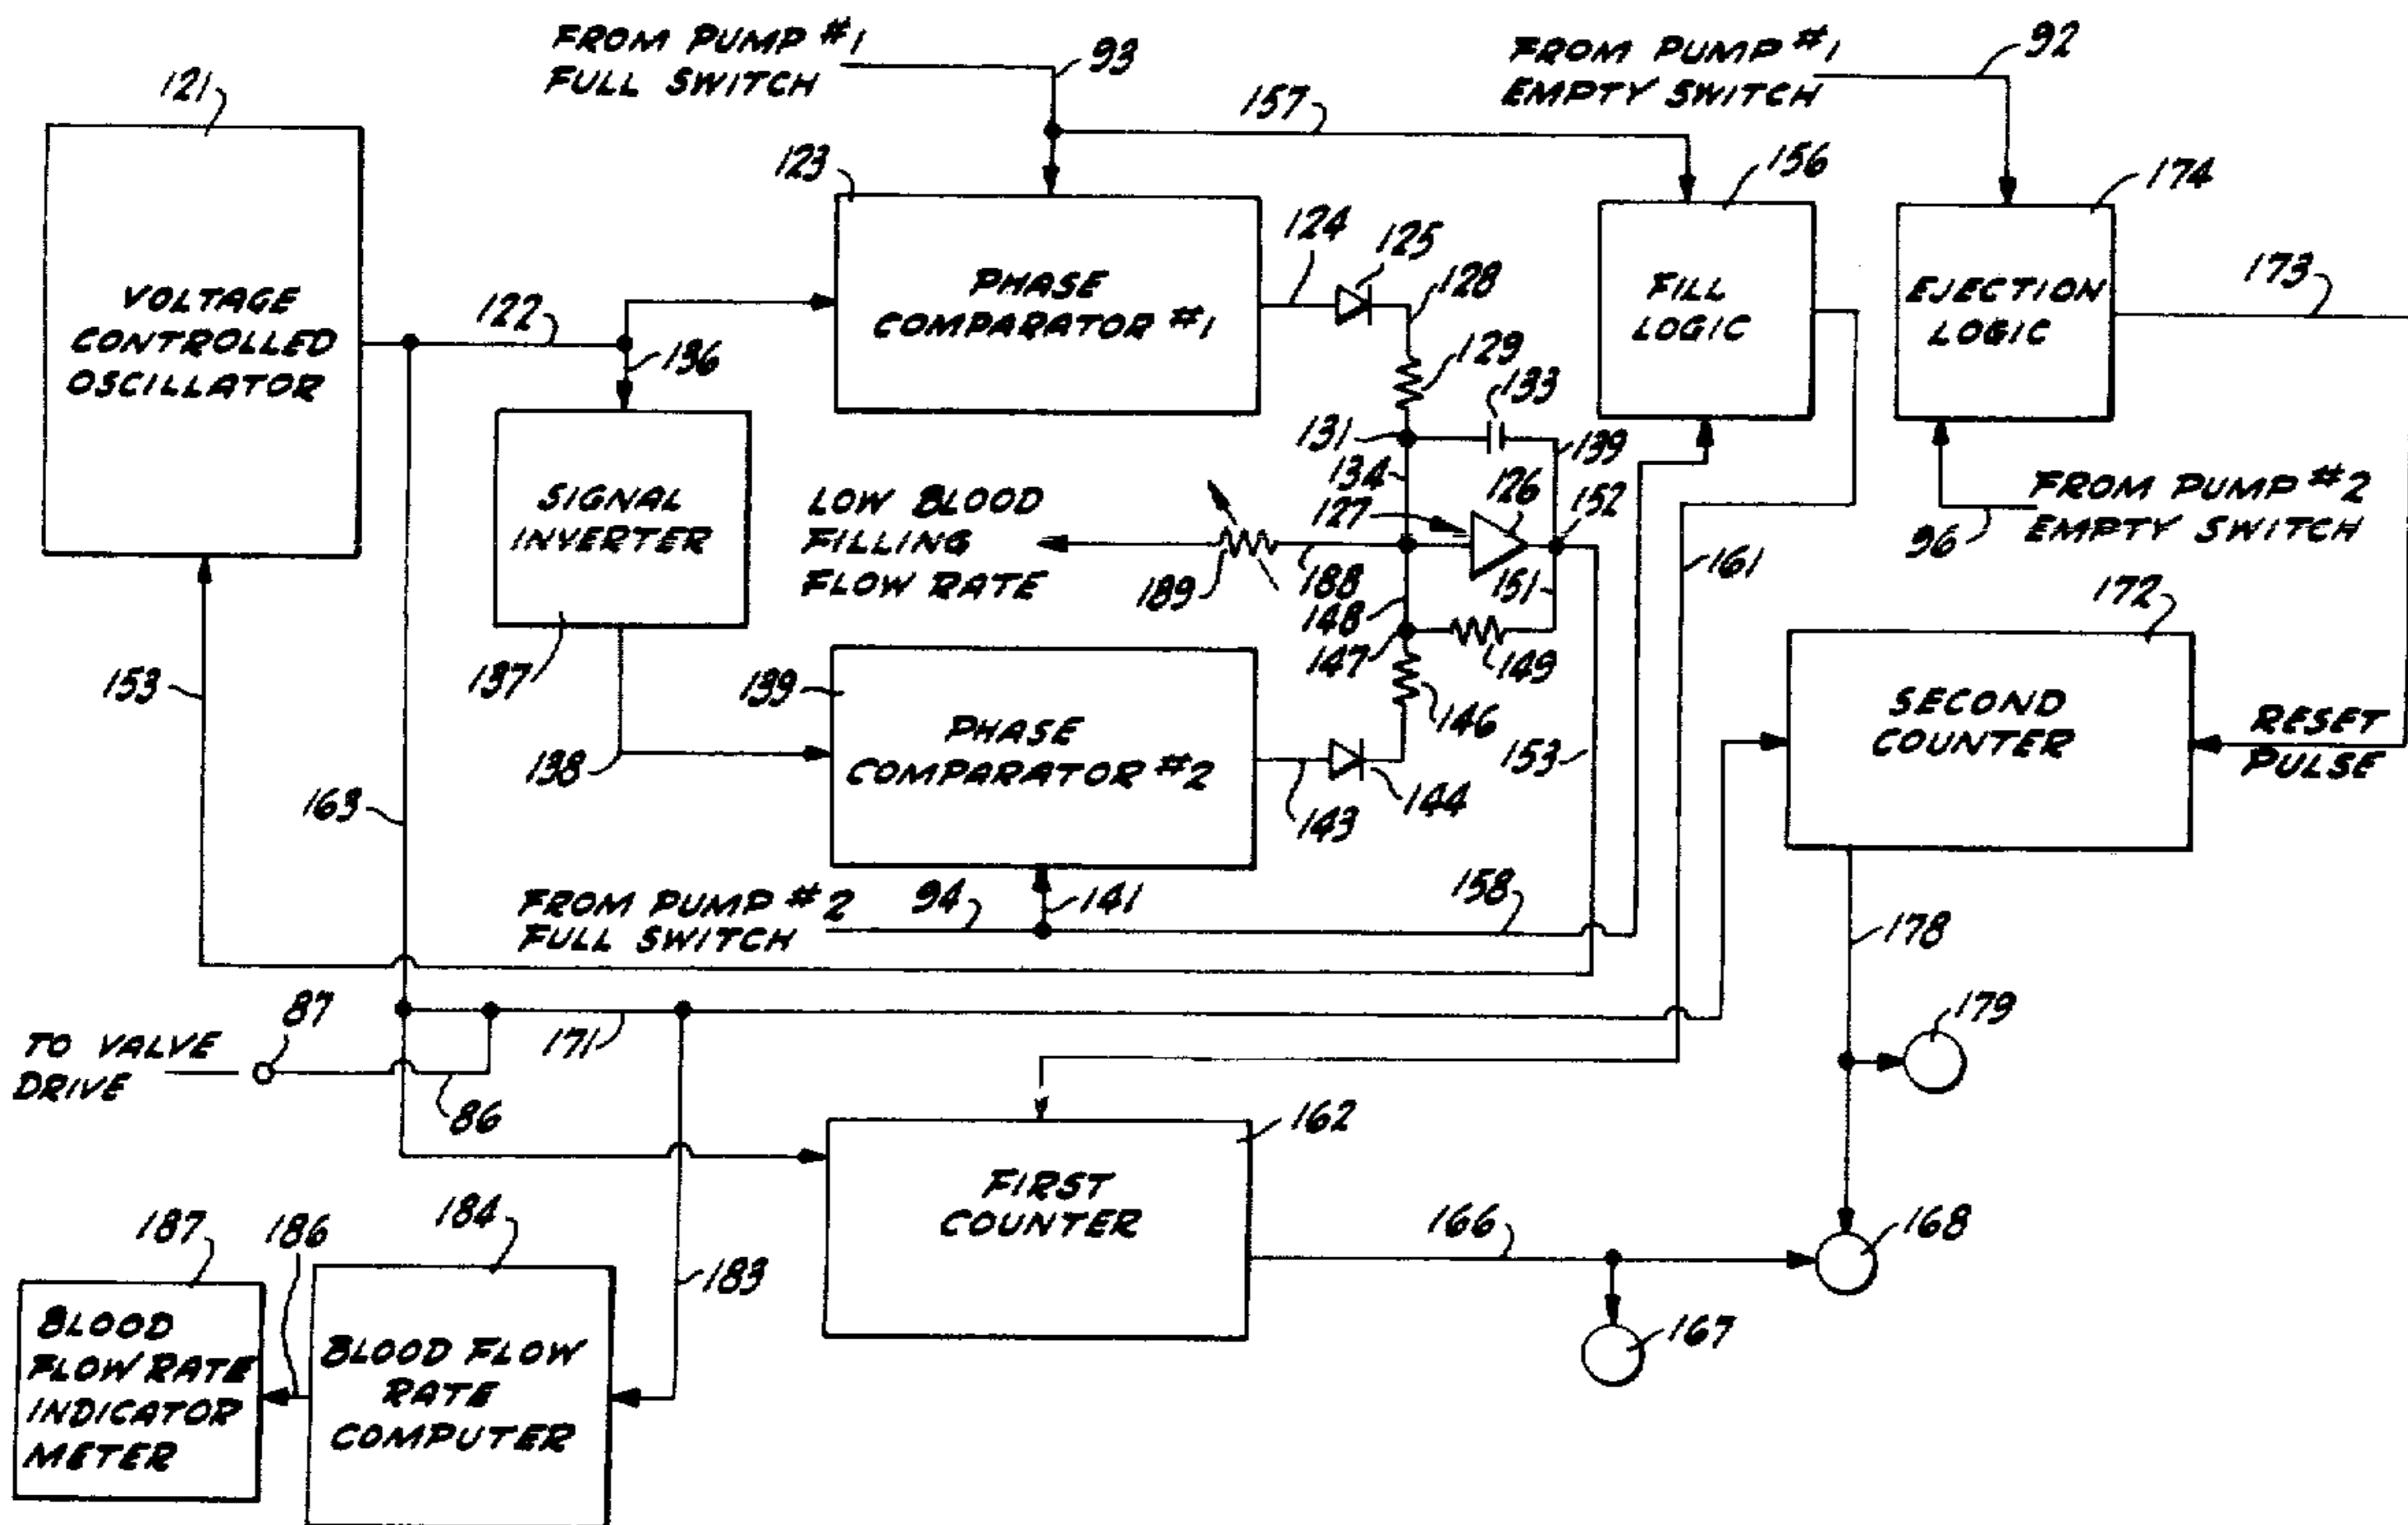 FROM PUMP #1
FULL SWITCH
93
FROM PUMP #1
EMPTY SWITCH
92
121
157
123
156
174
VOLTAGE
CONTROLLED
OSCILLATOR
122
136
PHASE
COMPARATOR #1
124
125
128
129
FILL
LOGIC
EJECTION
LOGIC
173
131
133
139
134
SIGNAL
INVERTER
LOW BLOOD
FILLING
FLOW RATE
127
126
152
FROM PUMP #2
EMPTY SWITCH
96
189
188
151
161
148
147
149
172
153
137
139
138
PHASE
COMPARATOR #2
146
153
143
144
SECOND
COUNTER
RESET
PULSE
163
FROM PUMP #2
FULL SWITCH
94
141
158
178
87
TO VALVE
DRIVE
171
86
179
162
FIRST
COUNTER
187
186
184
183
166
168
167
BLOOD
FLOW RATE
INDICATOR
METER
BLOOD FLOW
RATE
COMPUTER